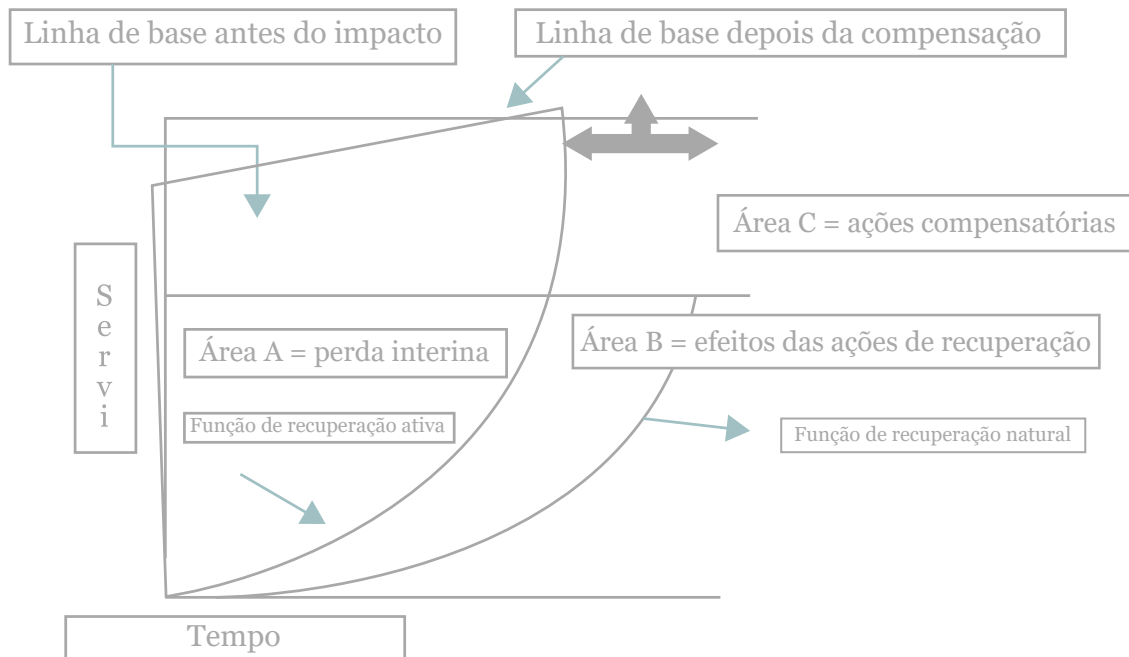 Linha de base antes do impacto
Linha de base depois da compensação
Área C = ações compensatórias
Servi
Área A = perda interina
Área B = efeitos das ações de recuperação
Função de recuperação ativa
Função de recuperação natural
Tempo